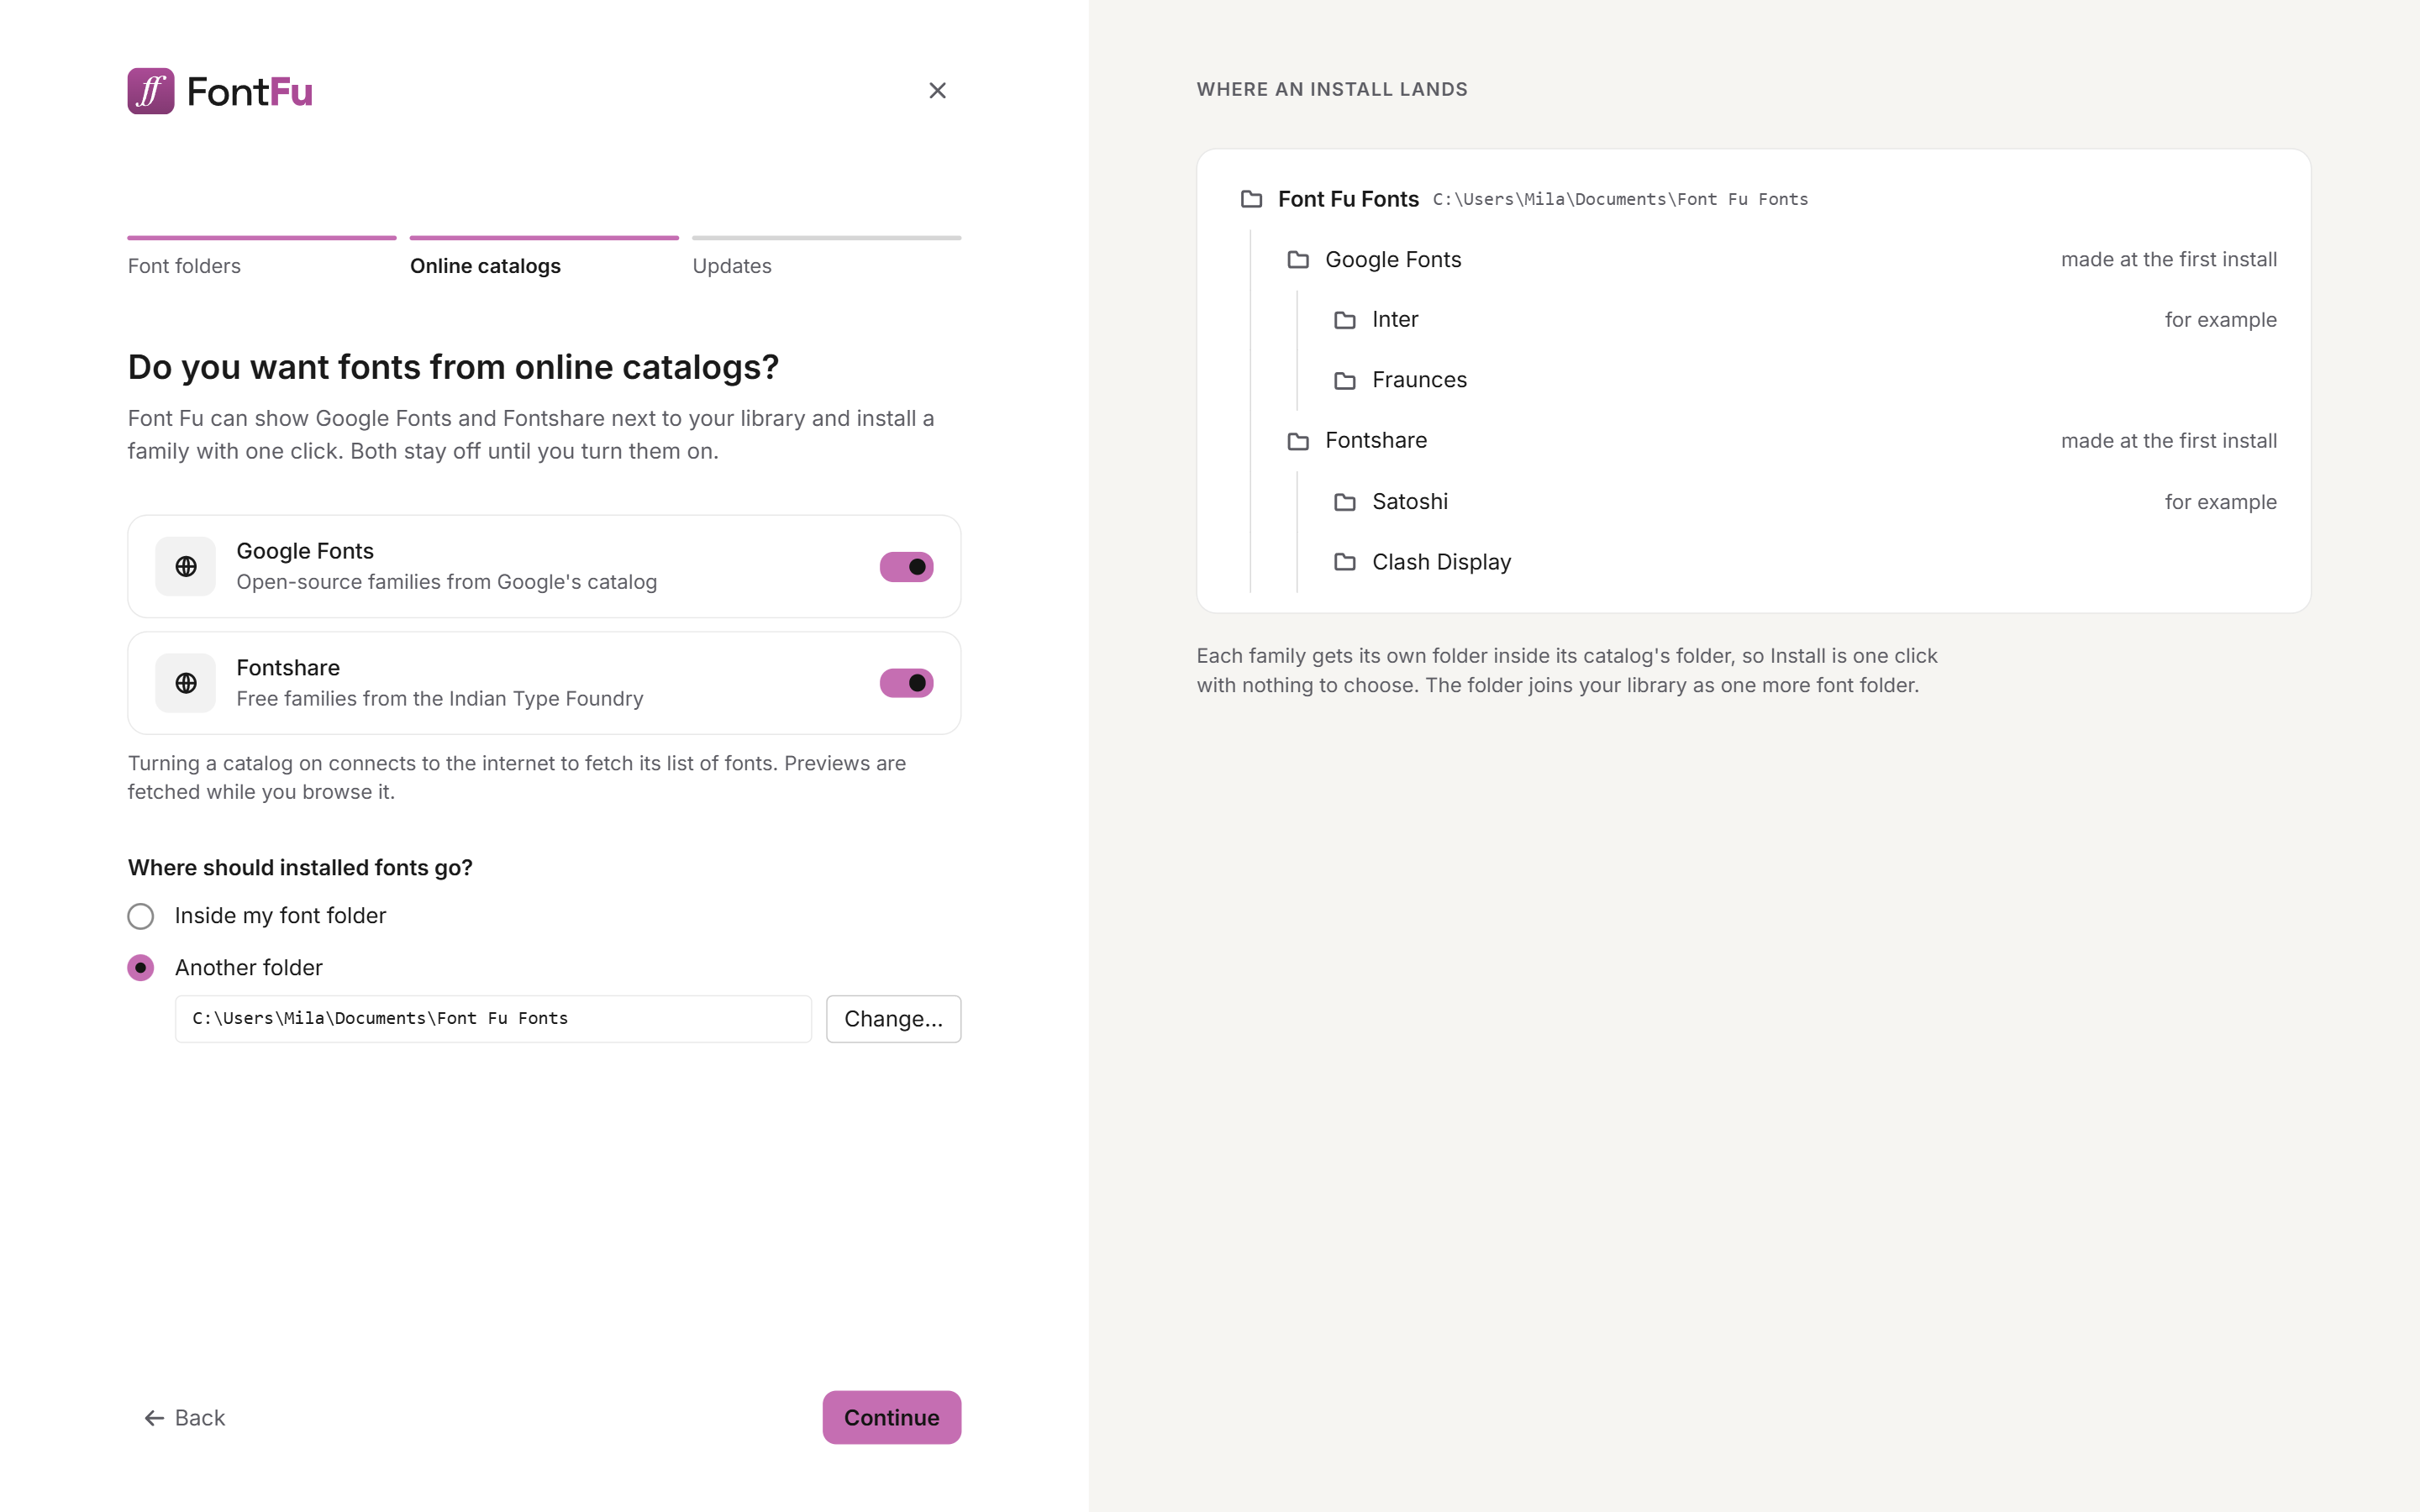 ff FontFu
Font folders
Online catalogs
Updates
Do you want fonts from online catalogs?
Font Fu can show Google Fonts and Fontshare next to your library and install a
family with one click. Both stay off until you turn them on.
Google Fonts
Open-source families from Google's catalog
Fontshare
Free families from the Indian Type Foundry
Turning a catalog on connects to the internet to fetch its list of fonts. Previews are
fetched while you browse it.
Where should installed fonts go?
Inside my font folder
Another folder
C:\Users\Mila\Documents\Font Fu Fonts
Change...
Back
Continue
WHERE AN INSTALL LANDS
Font Fu Fonts C:\Users\Mila\Documents\Font Fu Fonts
Google Fonts made at the first install
Inter for example
Fraunces
Fontshare made at the first install
Satoshi for example
Clash Display
Each family gets its own folder inside its catalog's folder, so Install is one click
with nothing to choose. The folder joins your library as one more font folder.